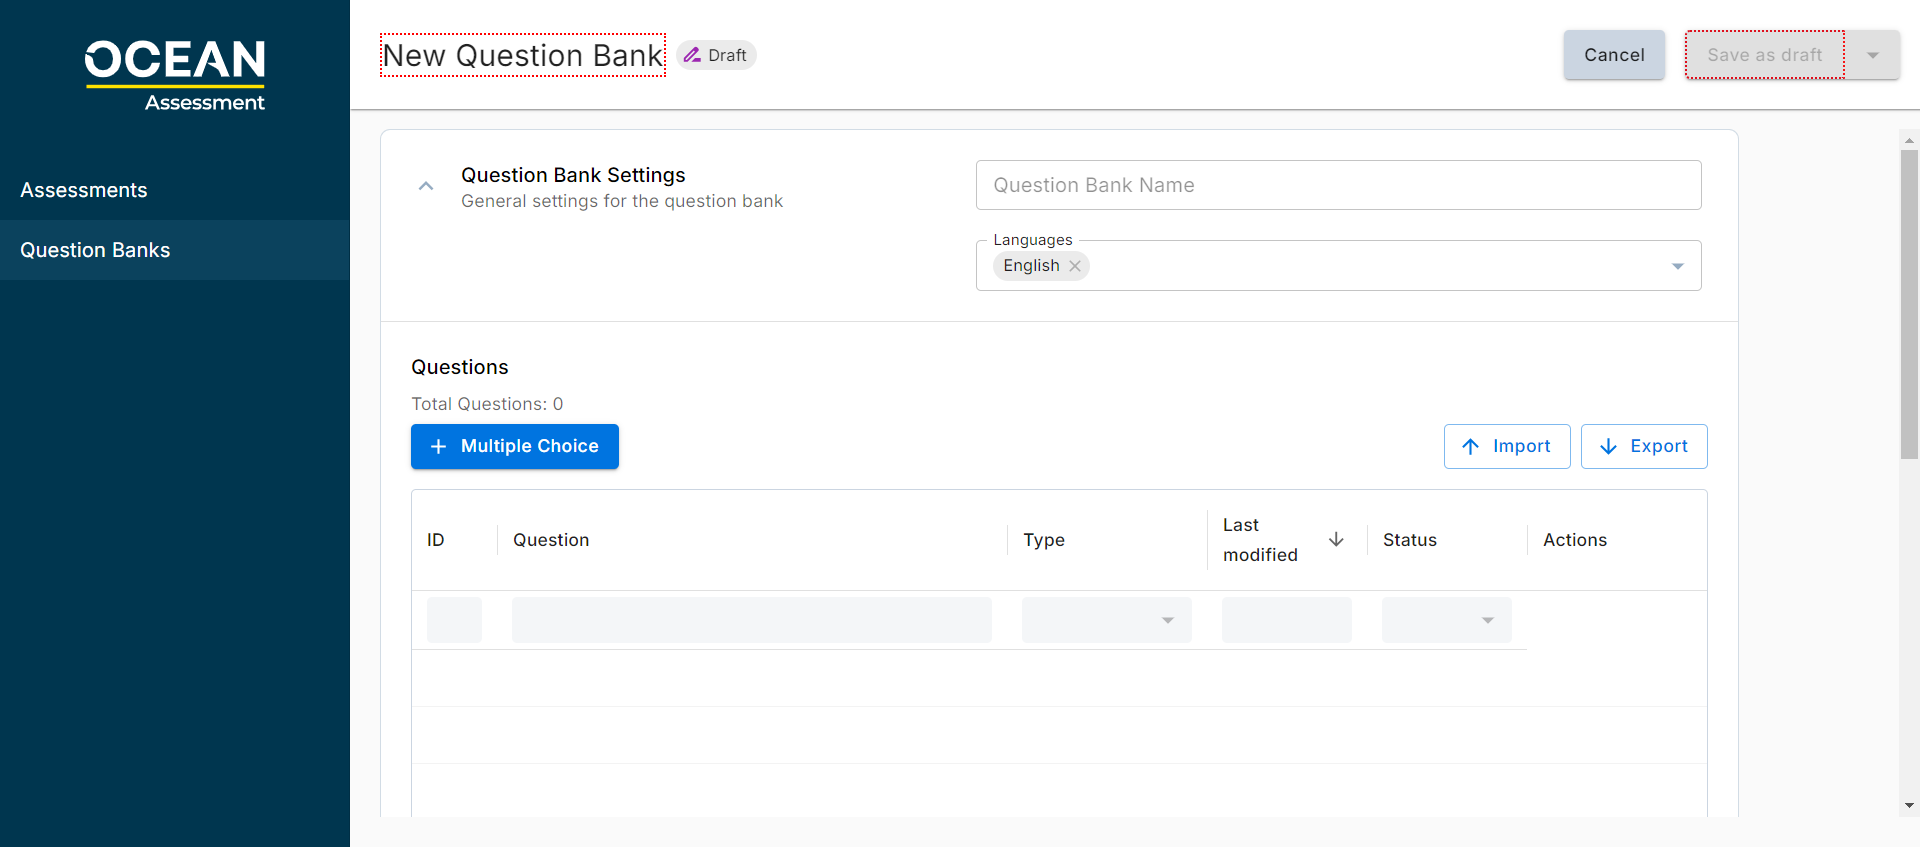 OCEAN
Assessment
Assessments
Question Banks
New Question Bank
Draft
Cancel
Save as draft
Question Bank Settings
General settings for the question bank
Question Bank Name
Languages
English
Questions
Total Questions: 0
Multiple Choice
Import
Export
ID
Question
Type
Last
modified
Status
Actions